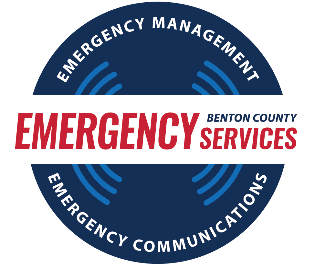 EMERGENCY MANAGEMENT
BENTON COUNTY
EMERGENCY SERVICES
EMERGENCY COMMUNICATIONS